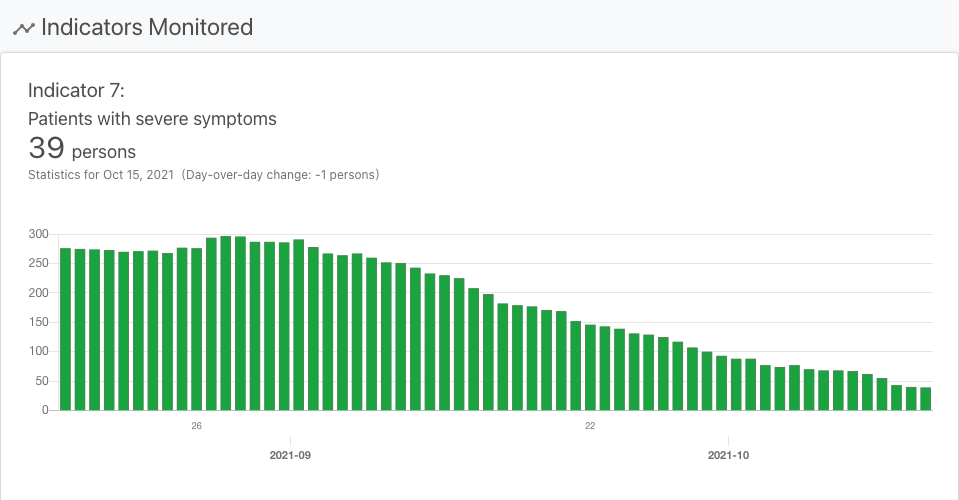 Indicators Monitored
Indicator 7:
Patients with severe symptoms
39 persons
Statistics for Oct 15, 2021 (Day-over-day change: -1 persons)
300
250
200
150
100
50
0
26
22
2021-09
2021-10